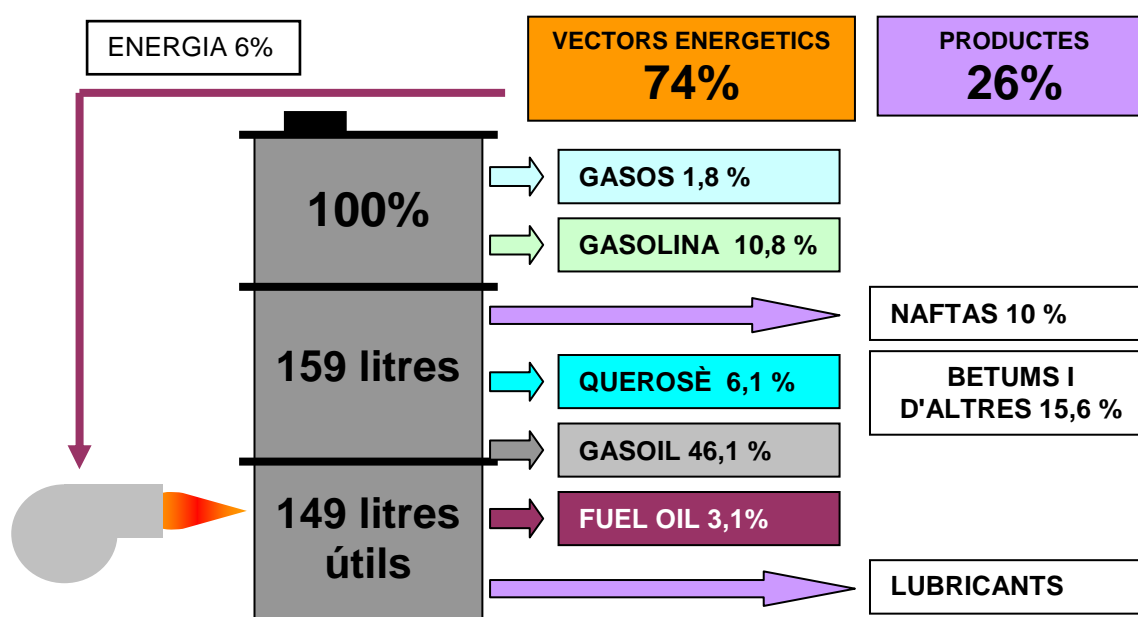 ENERGIA 6%
VECTORS ENERGETICS
74%
PRODUCTES
26%
100%
159 litres
149 litres
útils
GASOS 1,8 %
GASOLINA 10,8 %
NAFTAS 10 %
QUEROSÈ 6,1 %
BETUMS I
D'ALTRES 15,6 %
GASOIL 46,1 %
FUEL OIL 3,1%
LUBRICANTS